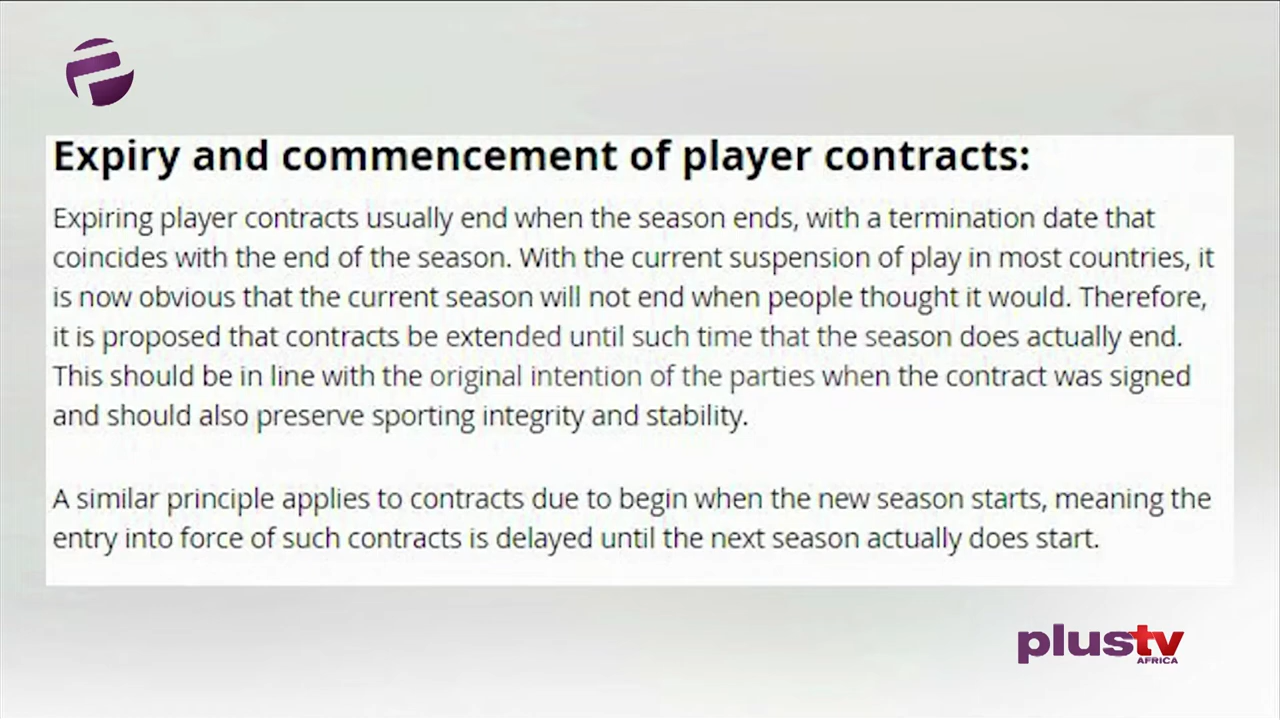 Expiry and commencement of player contracts:
Expiring player contracts usually end when the season ends, with a termination date that
coincides with the end of the season. With the current suspension of play in most countries, it
is now obvious that the current season will not end when people thought it would. Therefore,
it is proposed that contracts be extended until such time that the season does actually end.
This should be in line with the original intention of the parties when the contract was signed
and should also preserve sporting integrity and stability.
A similar principle applies to contracts due to begin when the new season starts, meaning the
entry into force of such contracts is delayed until the next season actually does start.
plustv
AFRICA